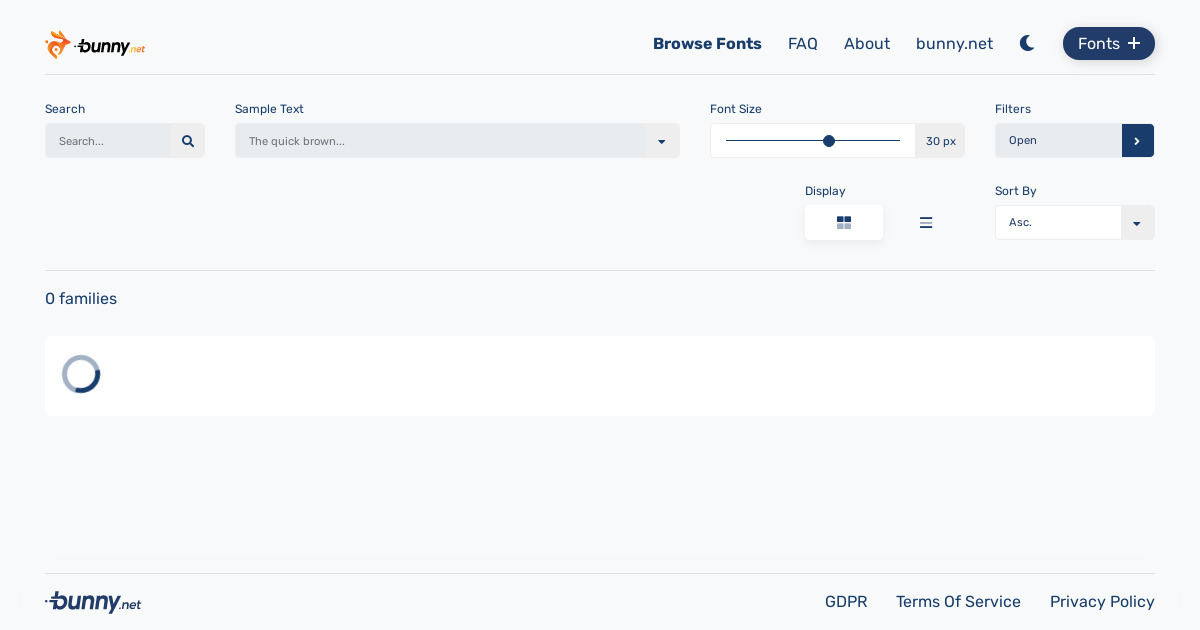 bunny.net
Browse Fonts
FAQ
About
bunny.net
Fonts
Search
Sample Text
Font Size
Filters
Search...
The quick brown...
30 px
Open
Display
Sort By
Asc.
0 families
bunny.net
GDPR
Terms Of Service
Privacy Policy